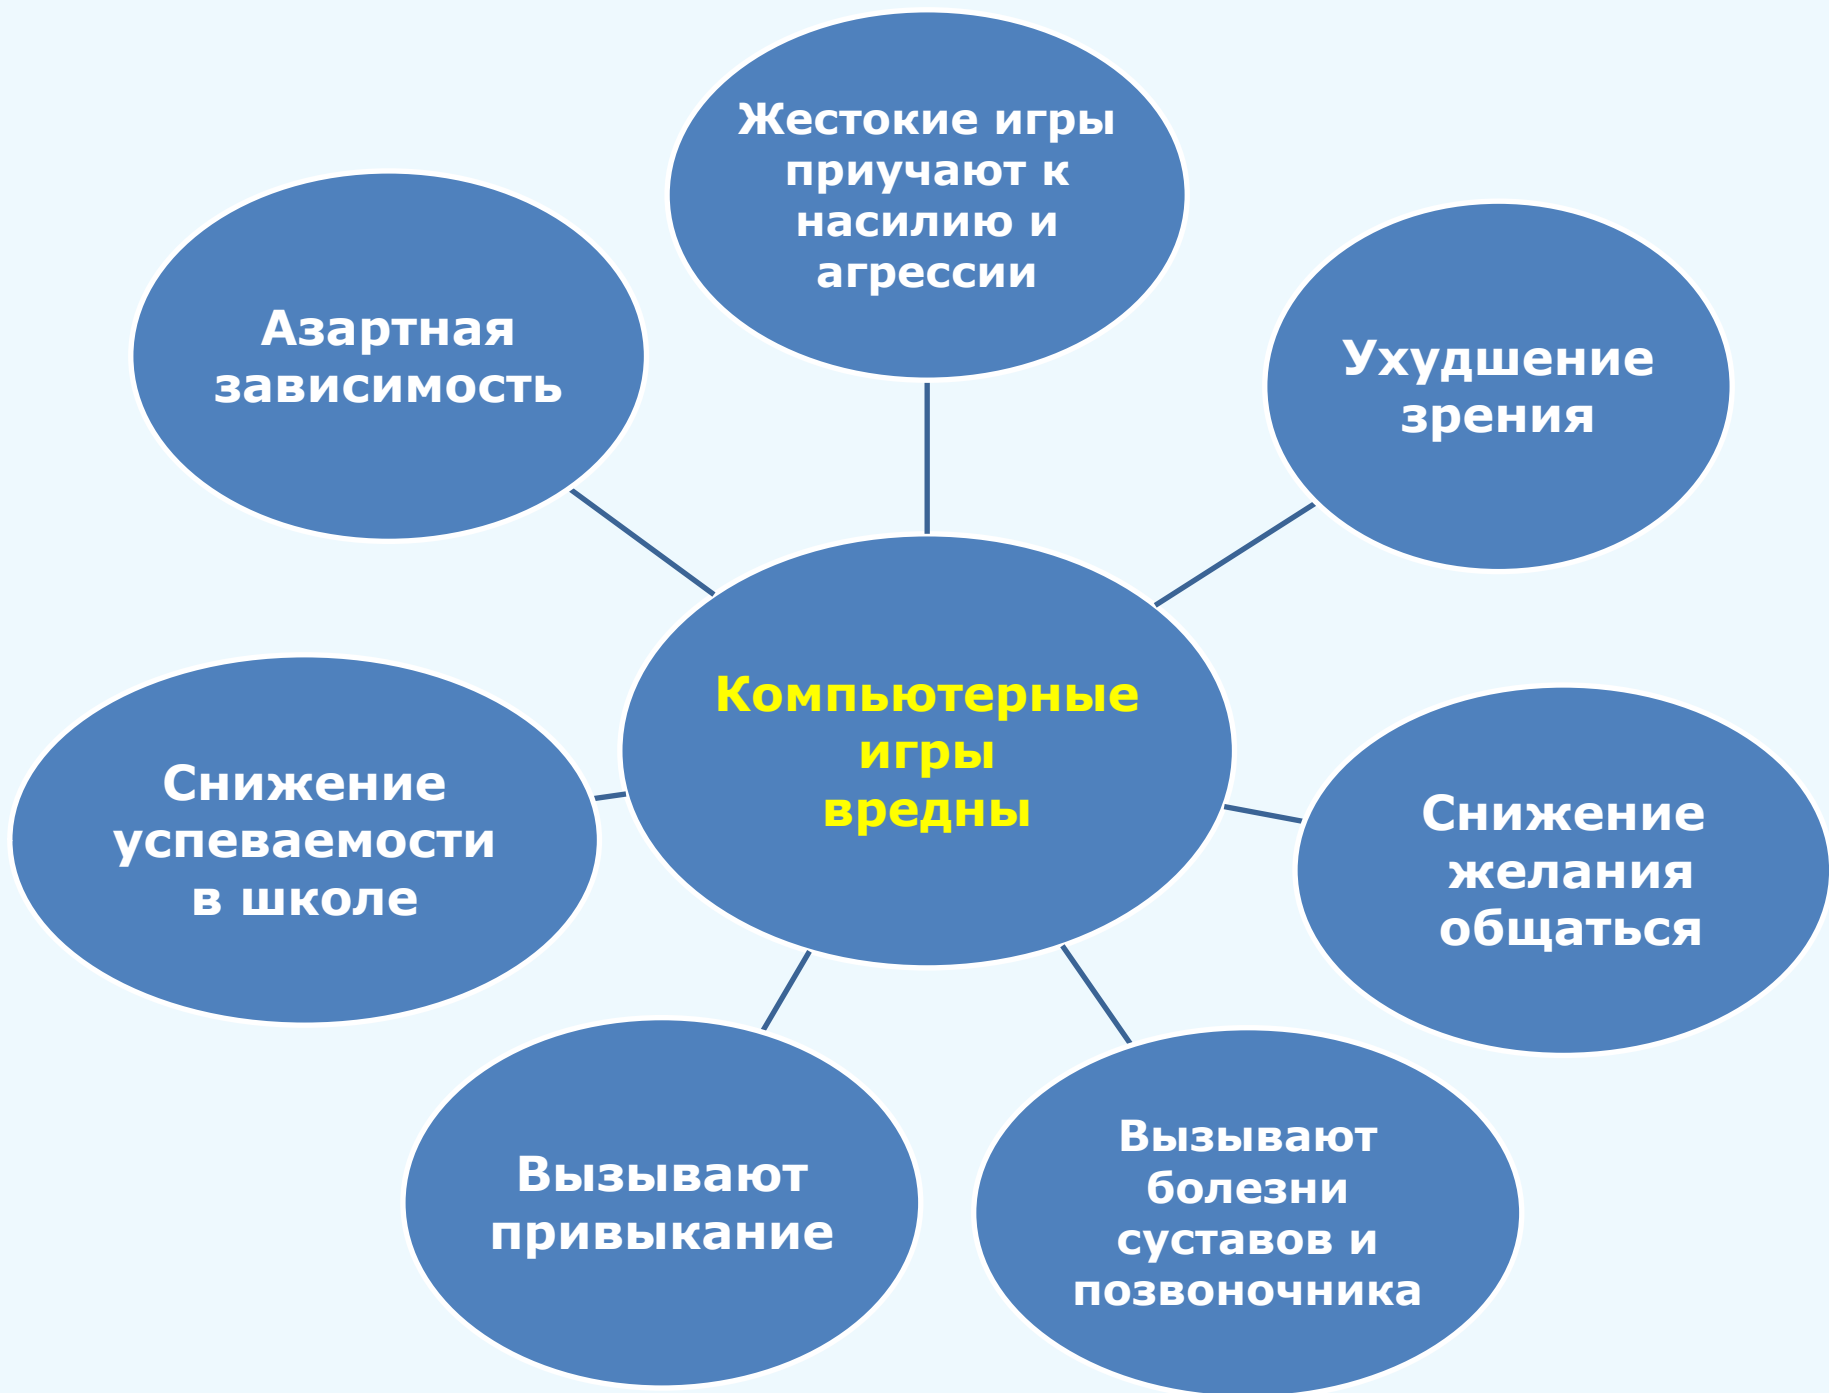 Жестокие игры
приучают к
насилию и
агрессии
Азартная
зависимость
Ухудшение
зрения
Компьютерные
игры
вредны
Снижение
успеваемости
в школе
Снижение
желания
общаться
Вызывают
привыкание
Вызывают
болезни
суставов и
позвоночника